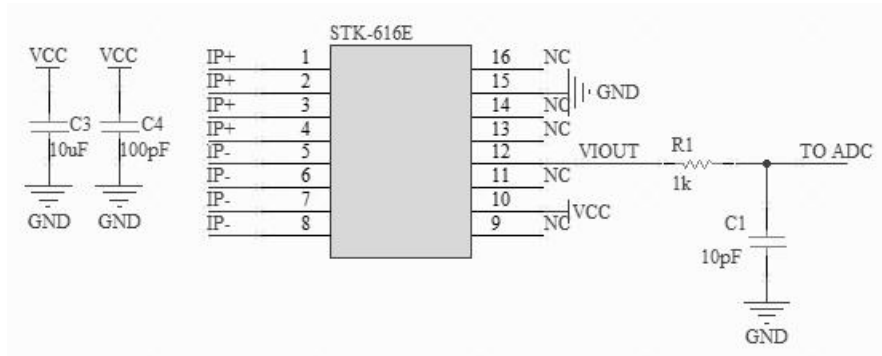 STK-616E
VCC VCC
C3 C4
10uF 100pF
GND GND
IP+ 1 16 NC
IP+ 2 15 GND
IP+ 3 14 NC
IP+ 4 13 NC
IP- 5 12 VIOUT R1 TO ADC
1k
IP- 6 11 NC
IP- 7 10 VCC
IP- 8 9 NC
C1
10pF
GND